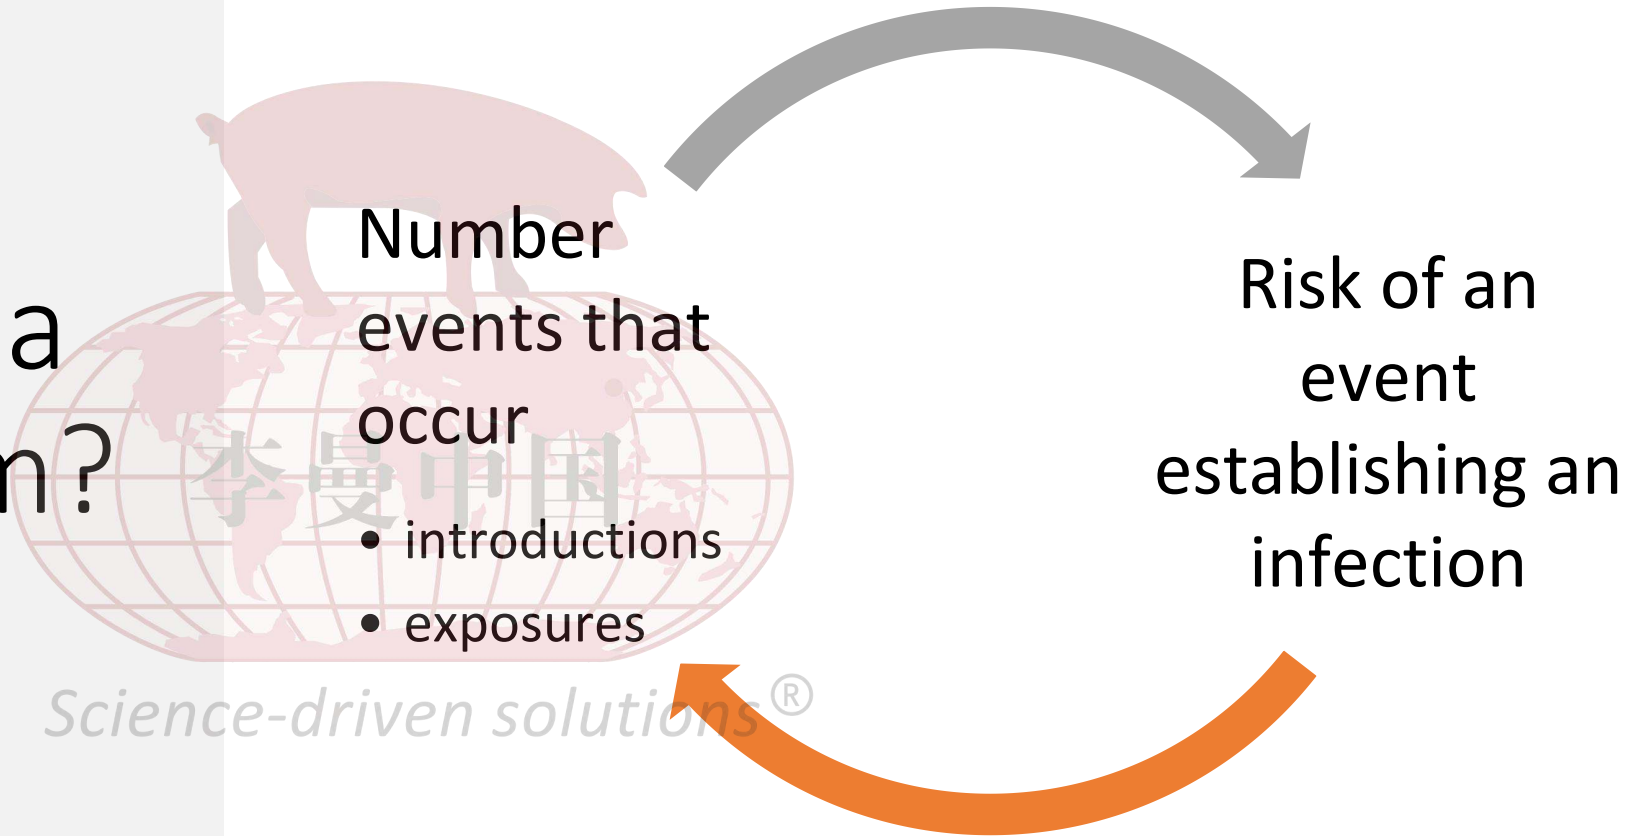 a
n?
Number
events that
occur
• introductions
• exposures
Risk of an
event
establishing an
infection
李曼中国
Science-driven solutions®